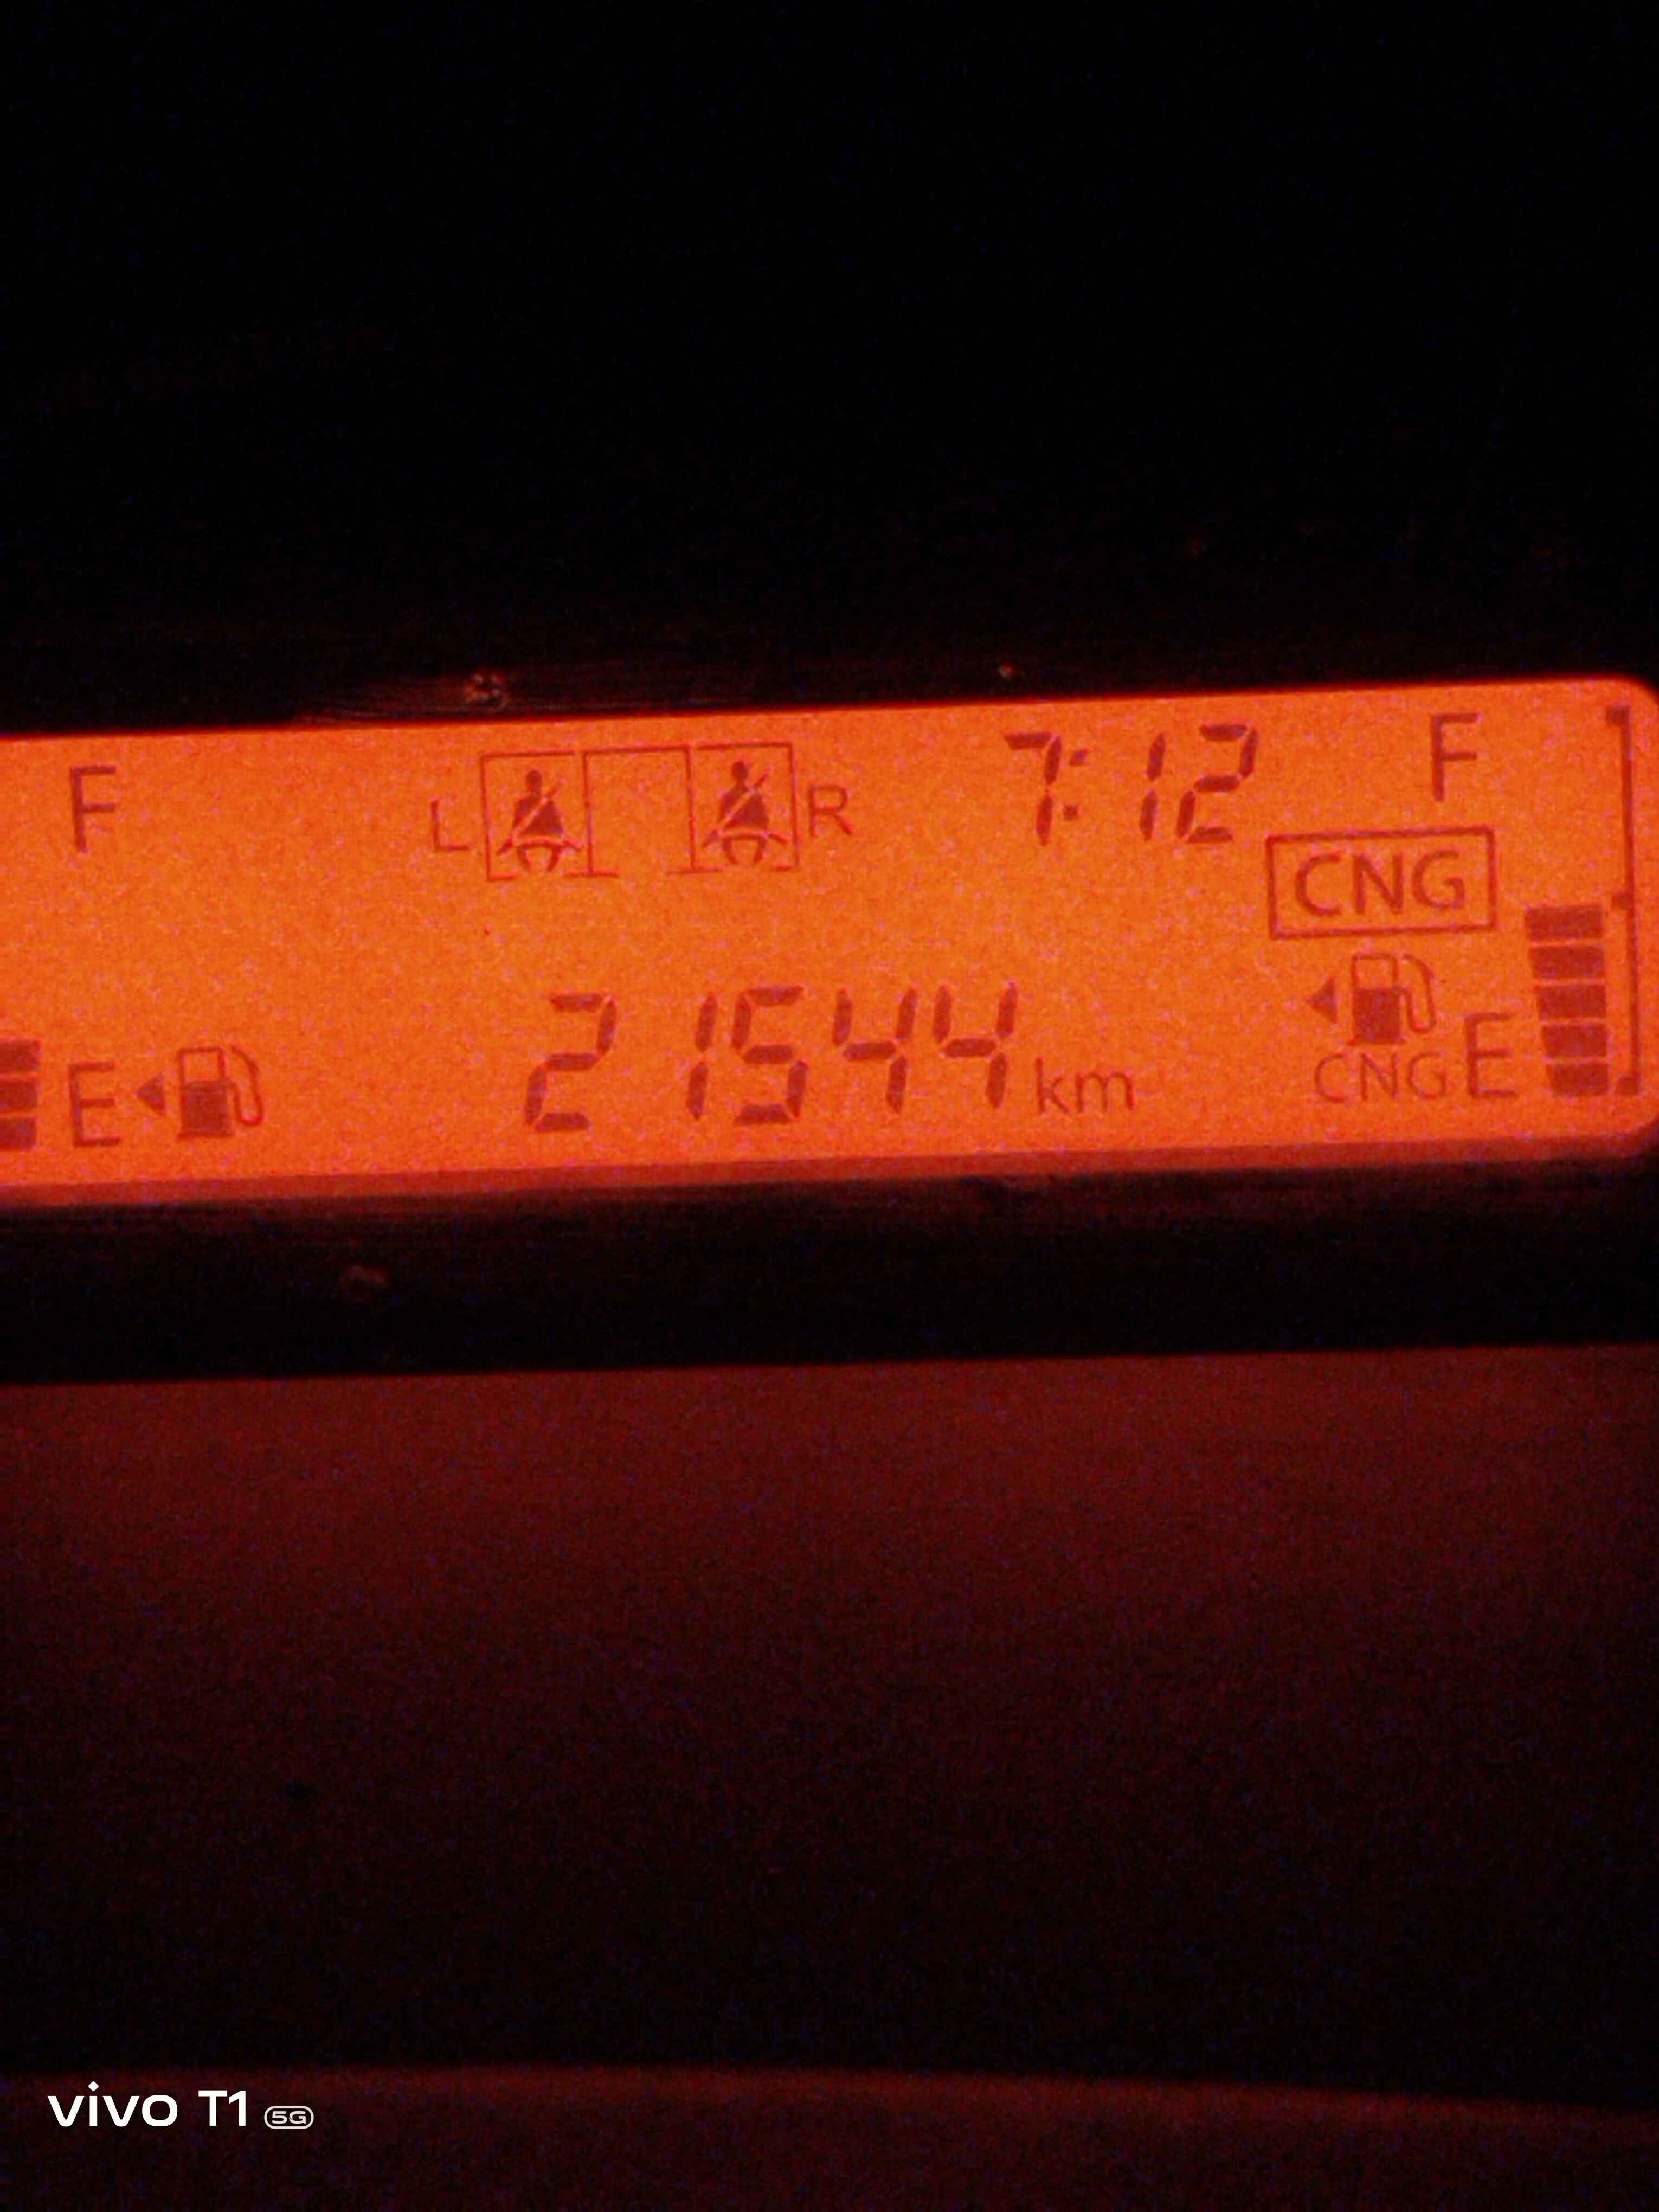 F
L R
7:12
F
CNG
21544 km
CNG E
E
vivo T1 5G